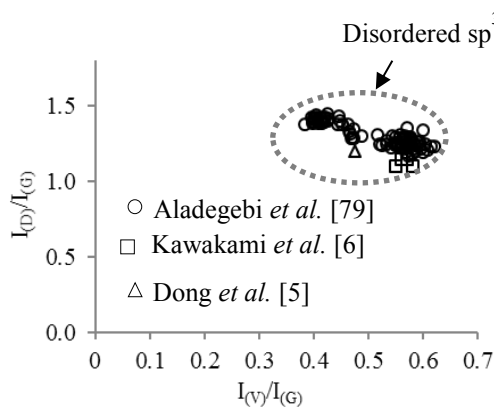 Disordered sp
1.5
1.0
0.5
0.0
I(D)/I(G)
○ Aladegebi et al. [79]
□ Kawakami et al. [6]
△ Dong et al. [5]
0 0.1 0.2 0.3 0.4 0.5 0.6 0.7
I(V)/I(G)